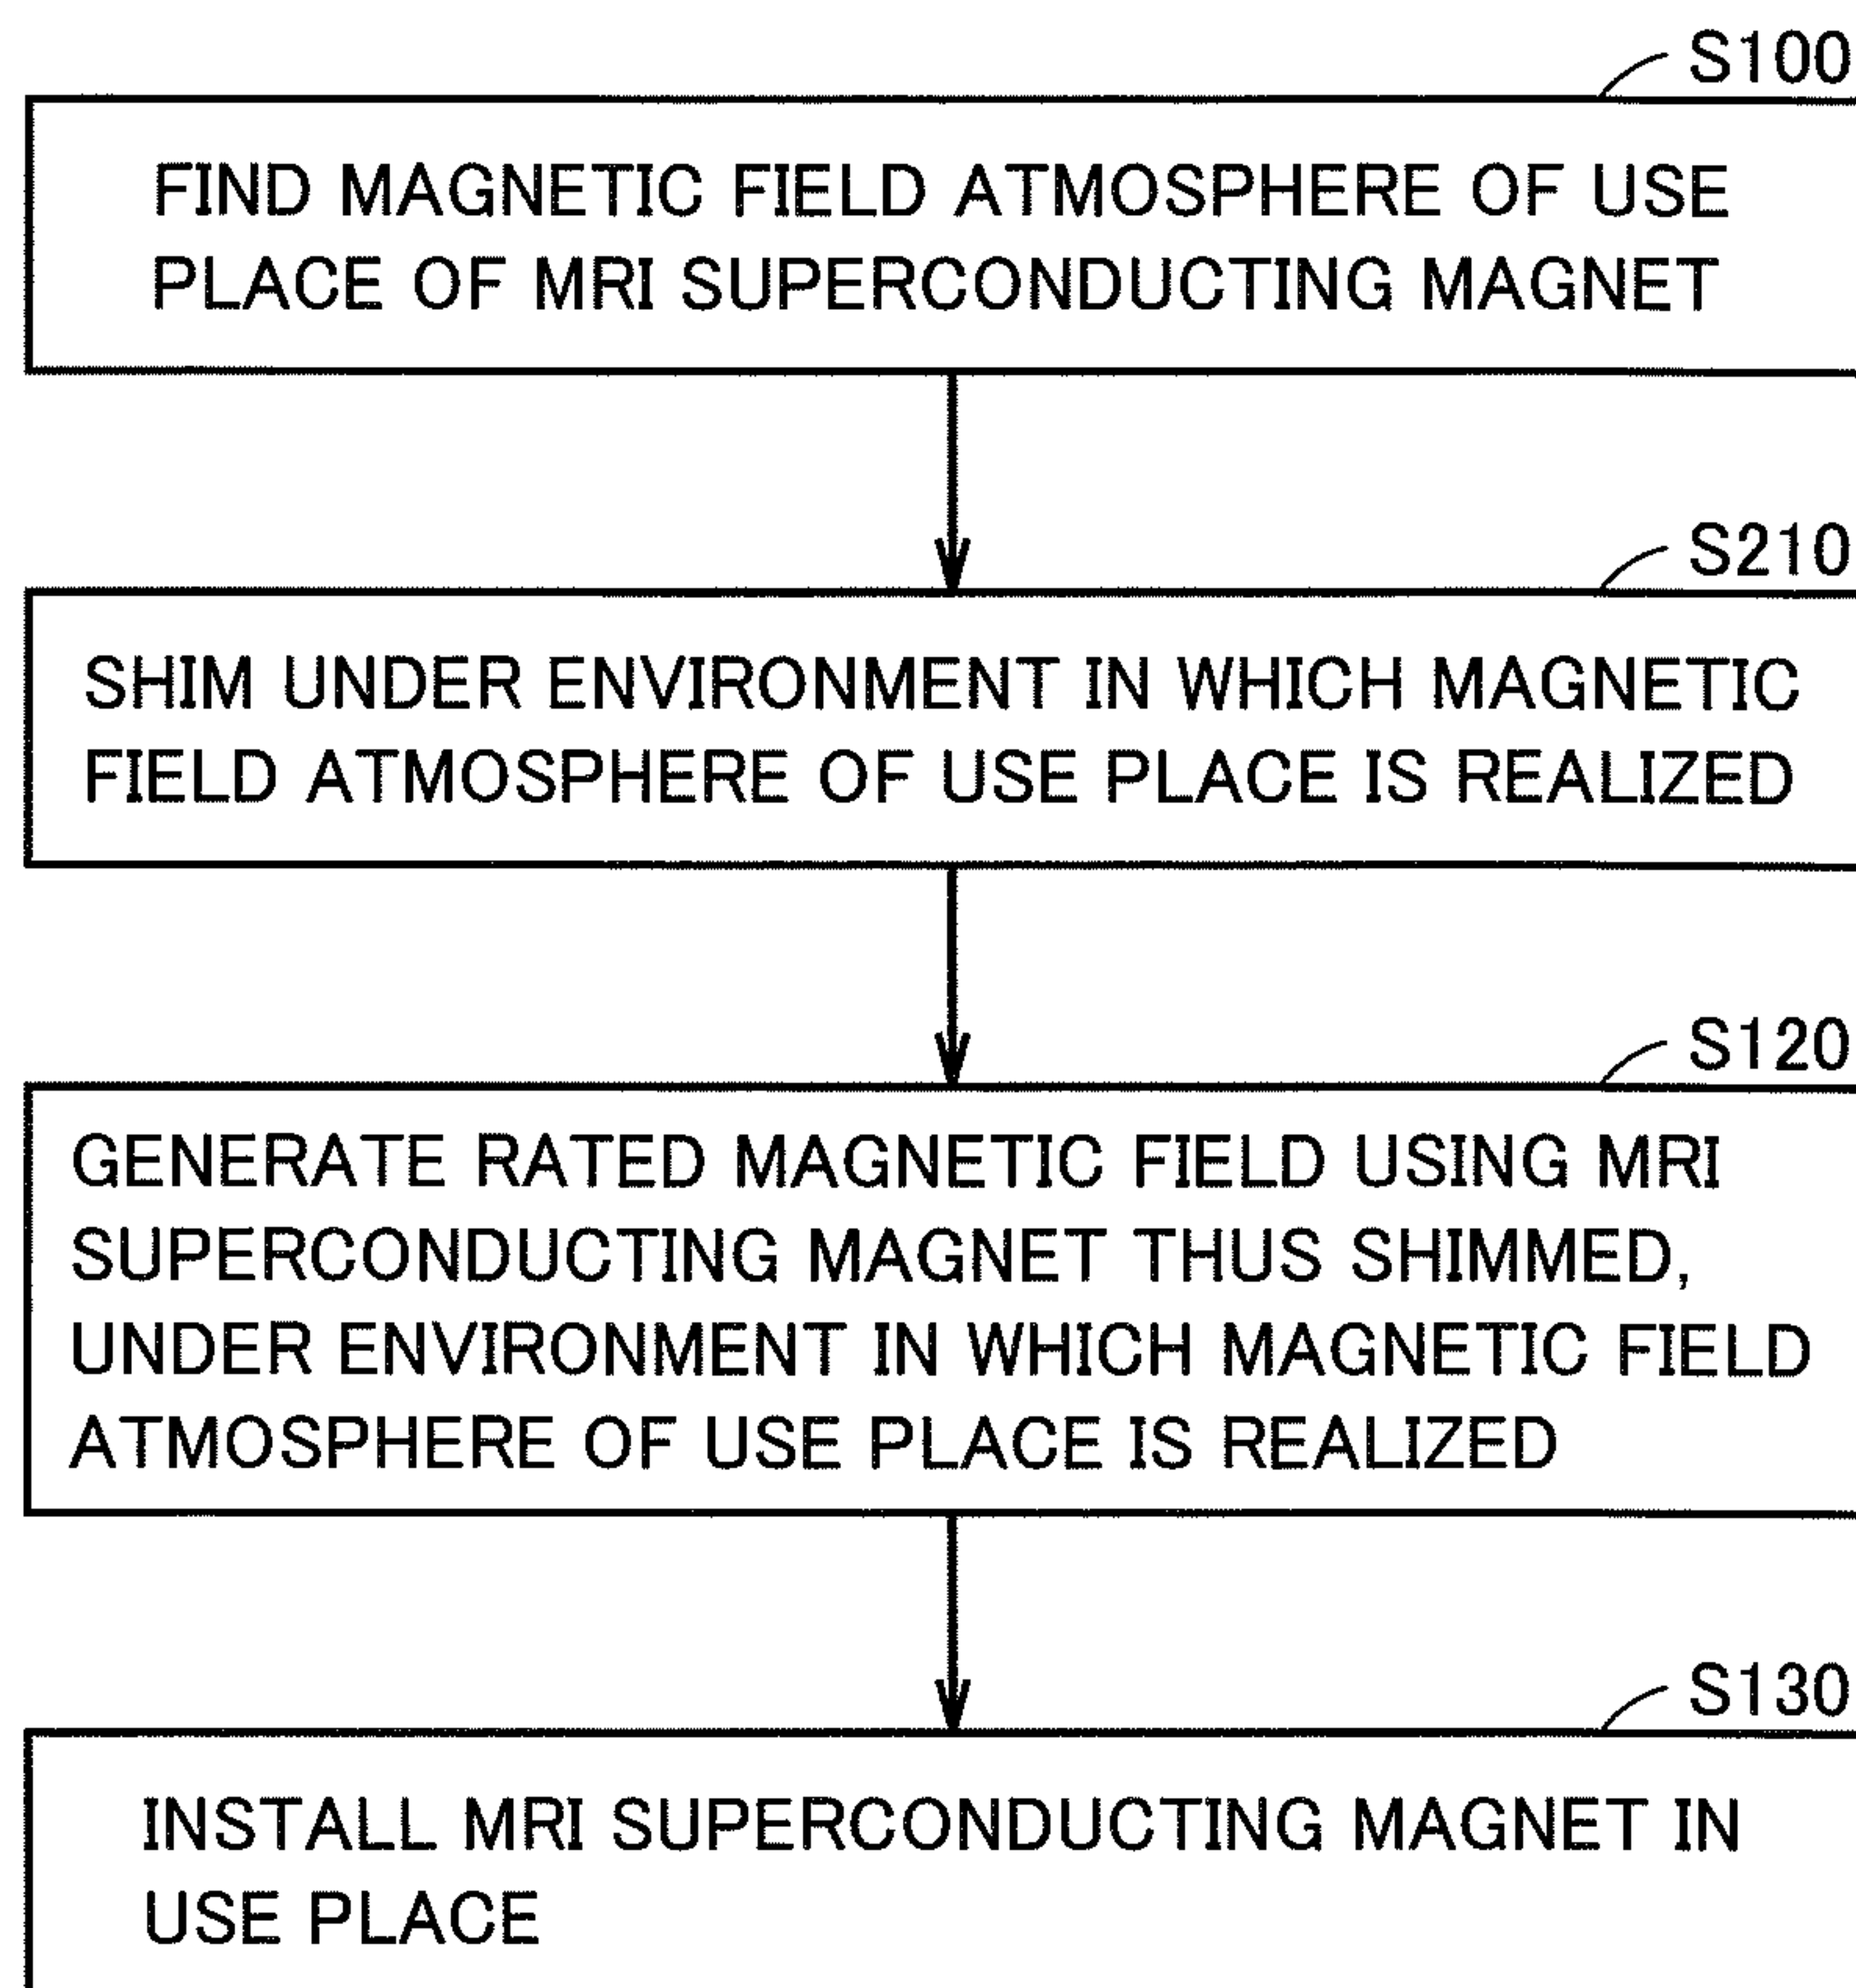 S100
FIND MAGNETIC FIELD ATMOSPHERE OF USE
PLACE OF MRI SUPERCONDUCTING MAGNET
S210
SHIM UNDER ENVIRONMENT IN WHICH MAGNETIC
FIELD ATMOSPHERE OF USE PLACE IS REALIZED
S120
GENERATE RATED MAGNETIC FIELD USING MRI
SUPERCONDUCTING MAGNET THUS SHIMMED,
UNDER ENVIRONMENT IN WHICH MAGNETIC FIELD
ATMOSPHERE OF USE PLACE IS REALIZED
S130
INSTALL MRI SUPERCONDUCTING MAGNET IN
USE PLACE